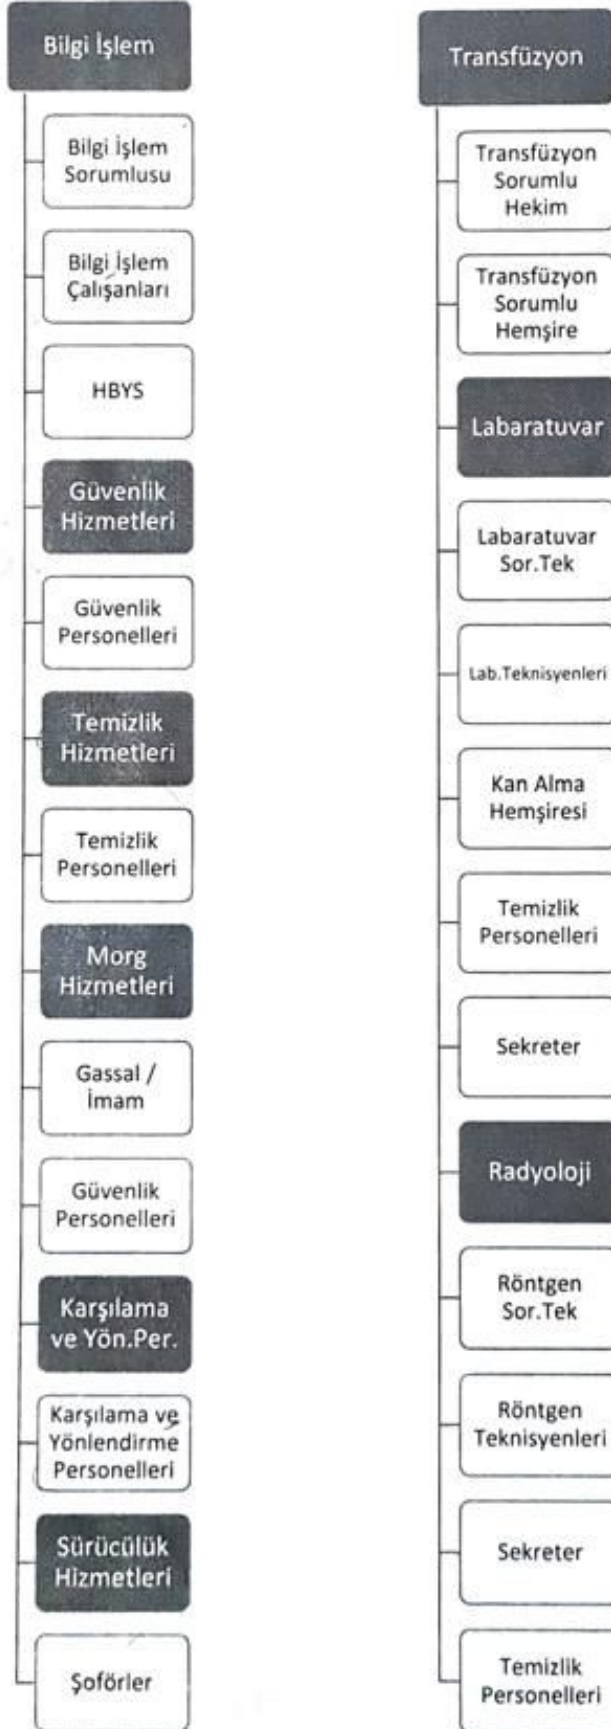 Bilgi İşlem
Bilgi İşlem
Sorumlusu
Bilgi İşlem
Çalışanları
HBYS
Güvenlik
Hizmetleri
Güvenlik
Personelleri
Temizlik
Hizmetleri
Temizlik
Personelleri
Morg
Hizmetleri
Gassal /
İmam
Güvenlik
Personelleri
Karşılama
ve Yön.Per.
Karşılama ve
Yönlendirme
Personelleri
Sürücülük
Hizmetleri
Şoförler
Transfüzyon
Transfüzyon
Sorumlu
Hekim
Transfüzyon
Sorumlu
Hemşire
Labaratuvar
Labaratuvar
Sor.Tek
Lab.Teknisyenleri
Kan Alma
Hemşiresi
Temizlik
Personelleri
Sekreter
Radyoloji
Röntgen
Sor.Tek
Röntgen
Teknisyenleri
Sekreter
Temizlik
Personelleri